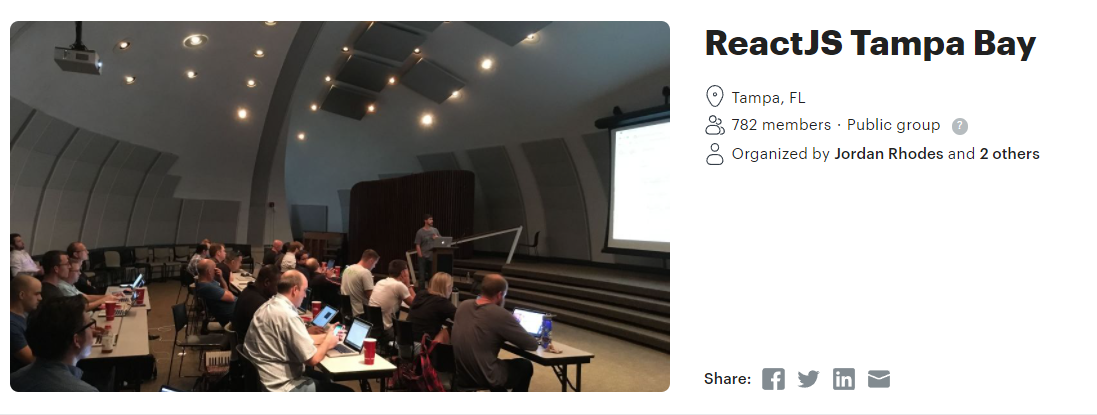 ReactJS Tampa Bay
Tampa, FL
782 members · Public group ?
Organized by Jordan Rhodes and 2 others
Share: